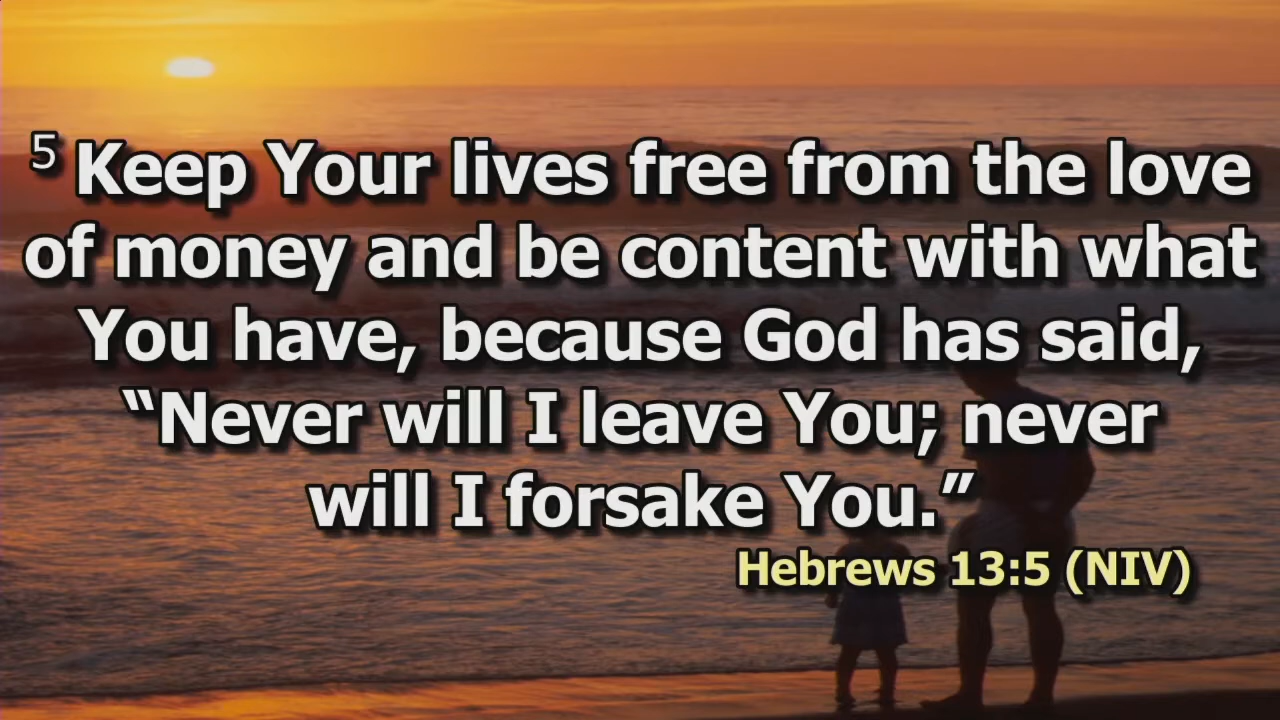 5 Keep Your lives free from the love
of money and be content with what
You have, because God has said,
“Never will I leave You; never
will I forsake You.”
Hebrews 13:5 (NIV)